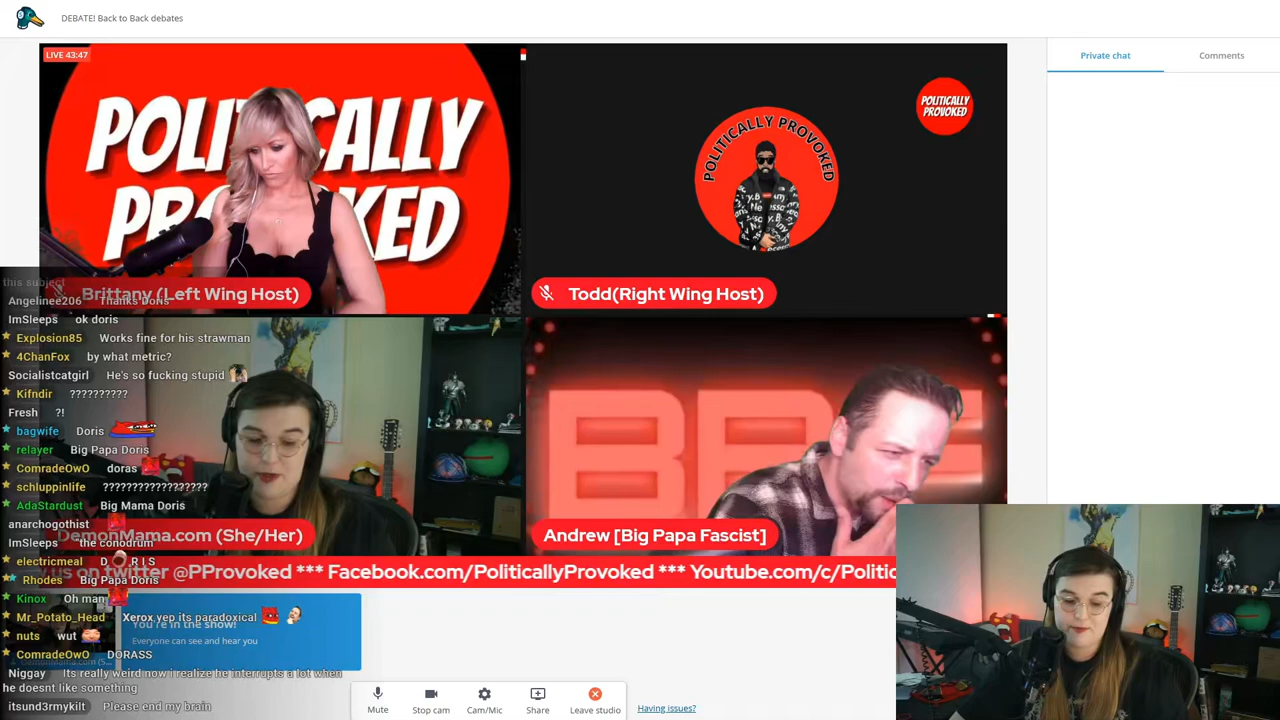 DEBATE! Back to Back debates
Private chat
Comments
LIVE 43:47
POLITICALLY
PROVOKED
POLITICALLY PROVOKED
POLITICALLY
PROVOKED
Brittany (Left Wing Host)
Todd(Right Wing Host)
this subject
Angelinee206 Thanks Doris
ImSleeps ok doris
Explosion85 Works fine for his strawman
4ChanFox by what metric?
Socialistcatgirl He's so fucking stupid
Kifndir ??????????
Fresh ?!
bagwife Doris
relayer Big Papa Doris
ComradeOwO doras
schluppinlife ??????????????????
AdaStardust Big Mama Doris
anarchogothist
ImSleeps "the conodrum"
electricmeal D O R I S
Rhodes Big Papa Doris
Kinox Oh man
Mr_Potato_Head Xerox yep its paradoxical
nuts wut
ComradeOwO DORASS
Niggay Its really weird now i realize he interrupts a lot when
he doesnt like something
itsund3rmykilt Please end my brain
DemonMama.com (She/Her)
Andrew [Big Papa Fascist]
us on twitter @PProvoked *** Facebook.com/PoliticallyProvoked *** Youtube.com/c/Politic
You're in the show!
Everyone can see and hear you
Mute
Stop cam
Cam/Mic
Share
Leave studio
Having issues?